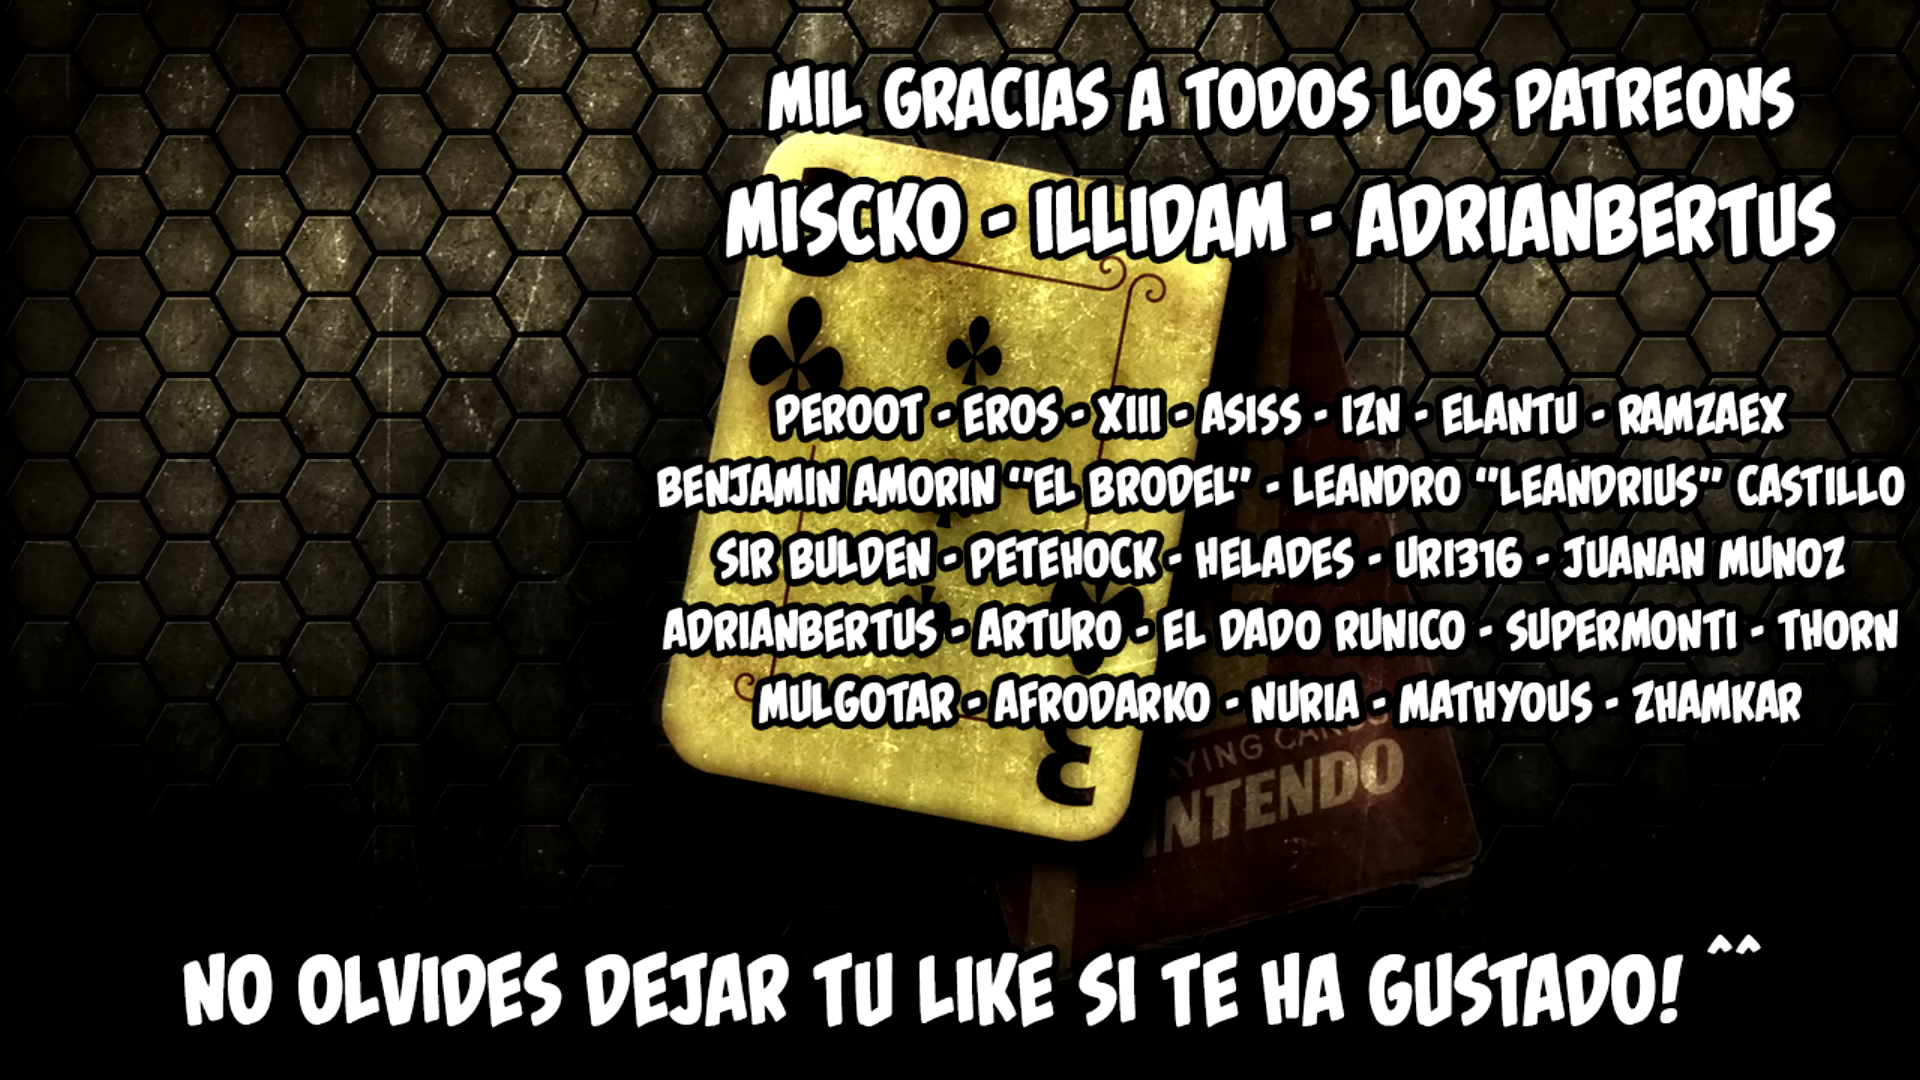 MIL GRACIAS A TODOS LOS PATREONS
MISCKO - ILLIDAM - ADRIANBERTUS
PEROOT - EROS - XIII - ASISS - IZN - ELANTU - RAMZAEX
BENJAMIN AMORIN "EL BRODEL" - LEANDRO "LEANDRIUS" CASTILLO
SIR BULDEN - PETEHOCK - HELADES - URI316 - JUANAN MUNOZ
ADRIANBERTUS - ARTURO - EL DADO RUNICO - SUPERMONTI - THORN
MULGOTAR - AFRODARKO - NURIA - MATHYOUS - ZHAMKAR
3
NTENDO
NO OLVIDES DEJAR TU LIKE SI TE HA GUSTADO! ^^